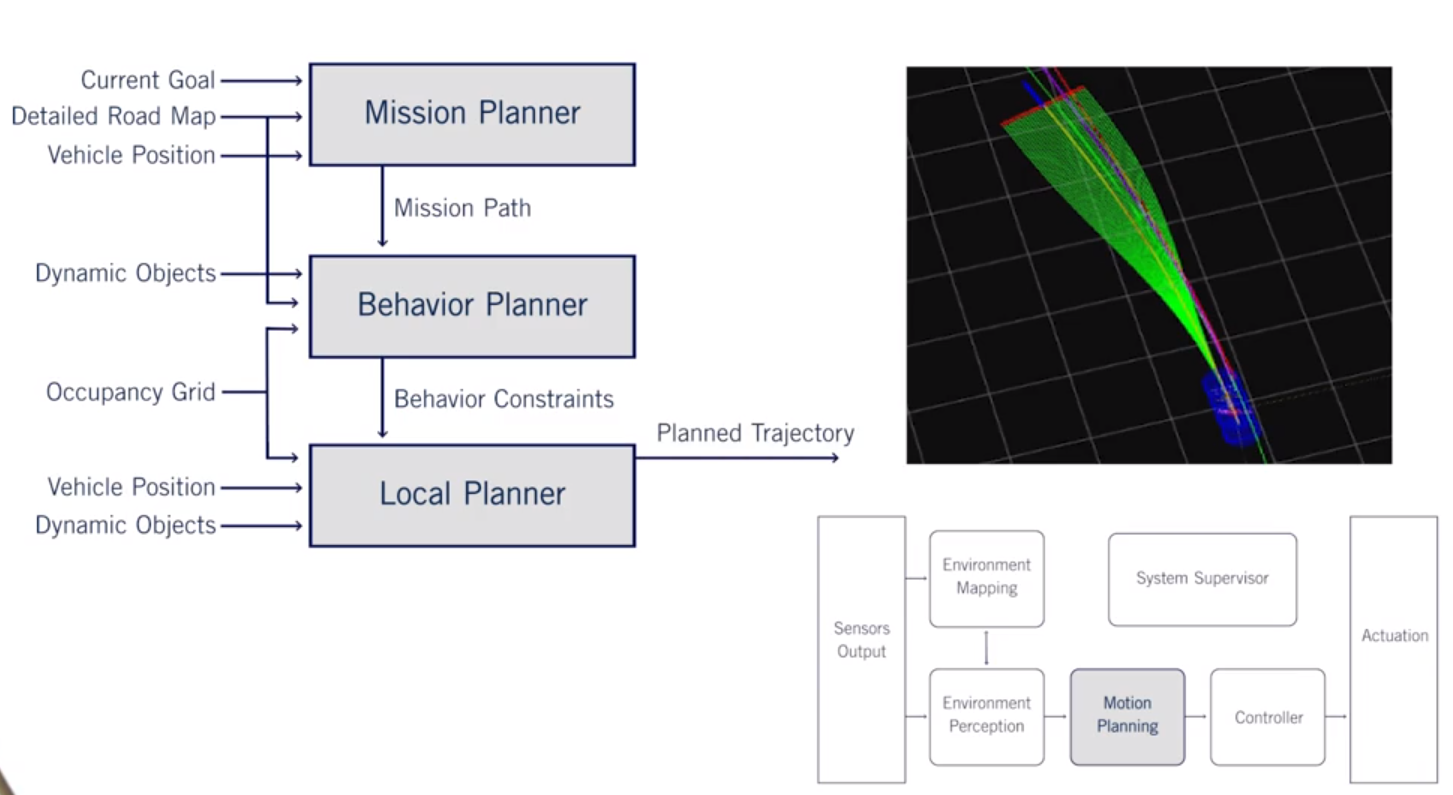 Current Goal
Detailed Road Map
Vehicle Position
Mission Planner
Mission Path
Dynamic Objects
Behavior Planner
Occupancy Grid
Behavior Constraints
Vehicle Position
Dynamic Objects
Local Planner
Planned Trajectory
Sensors
Output
Environment
Mapping
System Supervisor
Environment
Perception
Motion
Planning
Controller
Actuation